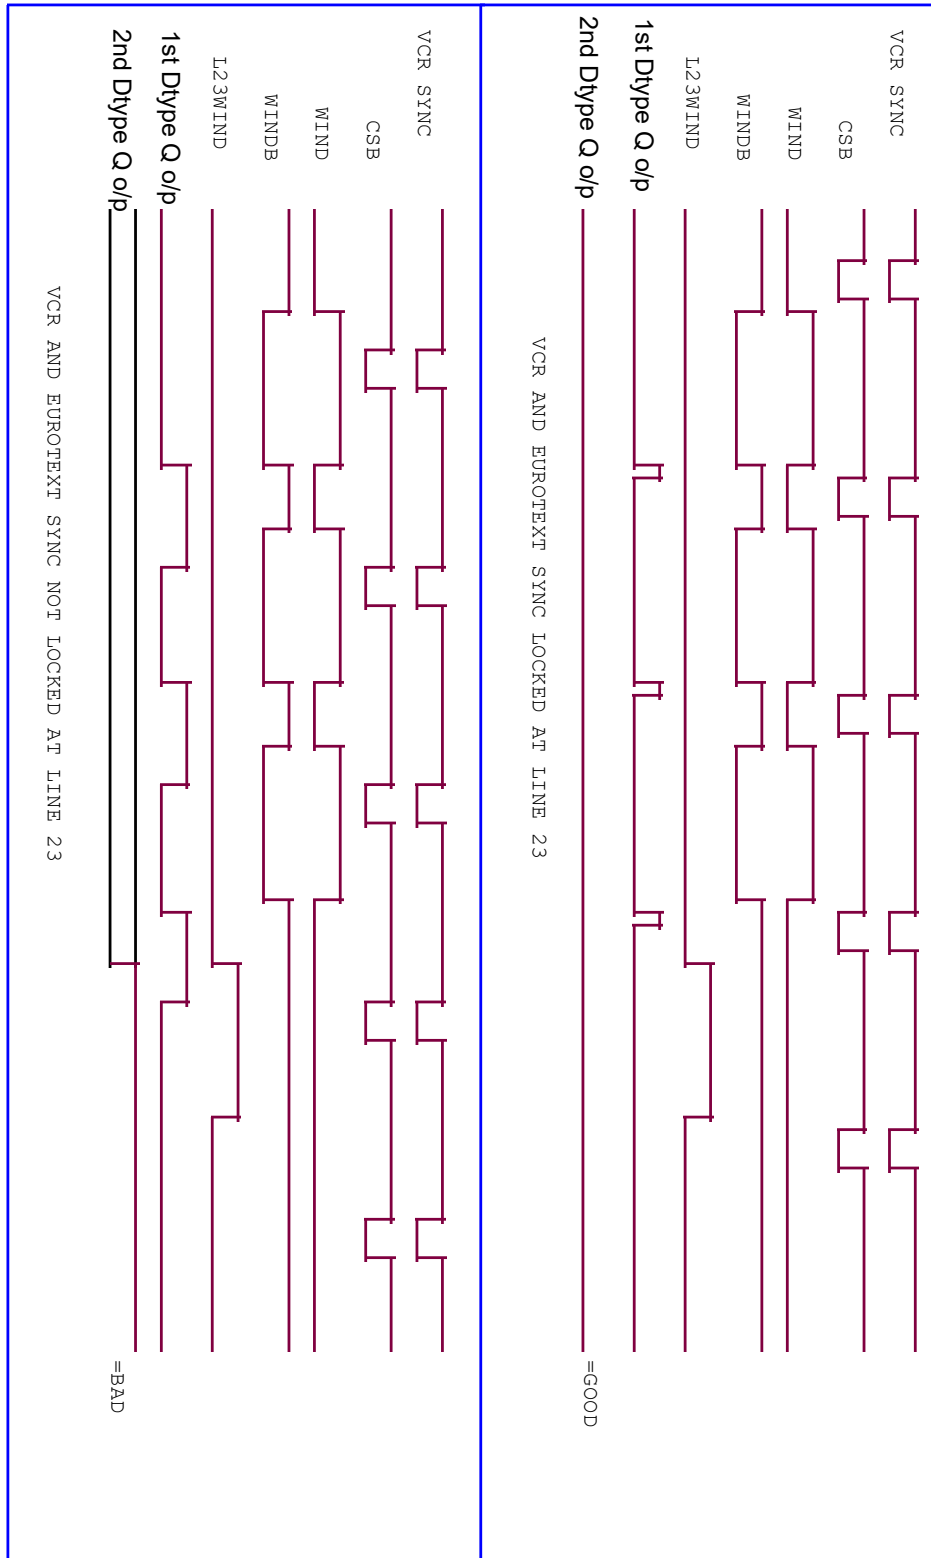 VCR SYNC
CSB
WIND
WINDB
L23WIND
1st Dtype Q o/p
2nd Dtype Q o/p
=GOOD
VCR AND EUROTEXT SYNC LOCKED AT LINE 23
VCR SYNC
CSB
WIND
WINDB
L23WIND
1st Dtype Q o/p
2nd Dtype Q o/p
=BAD
VCR AND EUROTEXT SYNC NOT LOCKED AT LINE 23